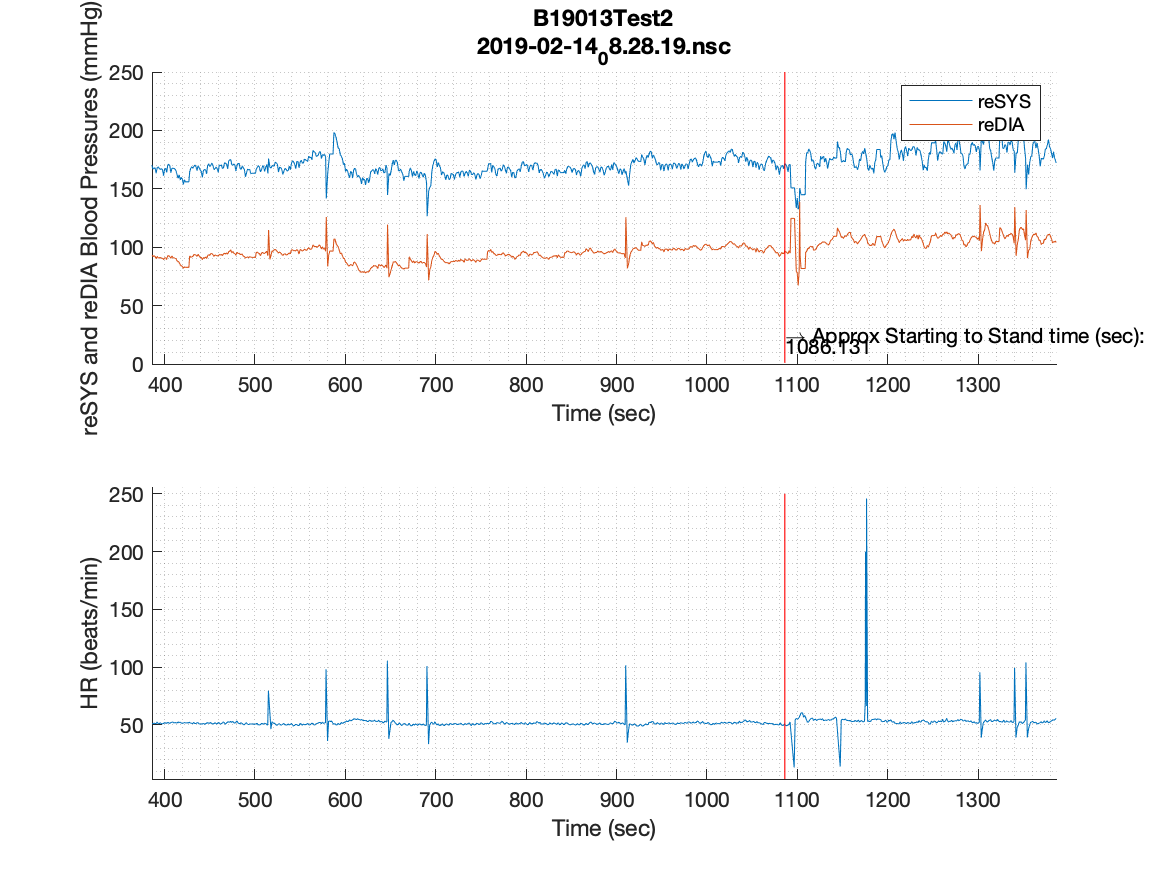 B19013Test2
2019-02-14₀8.28.19.nsc
reSYS and reDIA Blood Pressures (mmHg)
250
200
150
100
50
0
reSYS
reDIA
→ Approx Starting to Stand time (sec):
1086.131
400 500 600 700 800 900 1000 1100 1200 1300
Time (sec)
HR (beats/min)
250
200
150
100
50
400 500 600 700 800 900 1000 1100 1200 1300
Time (sec)